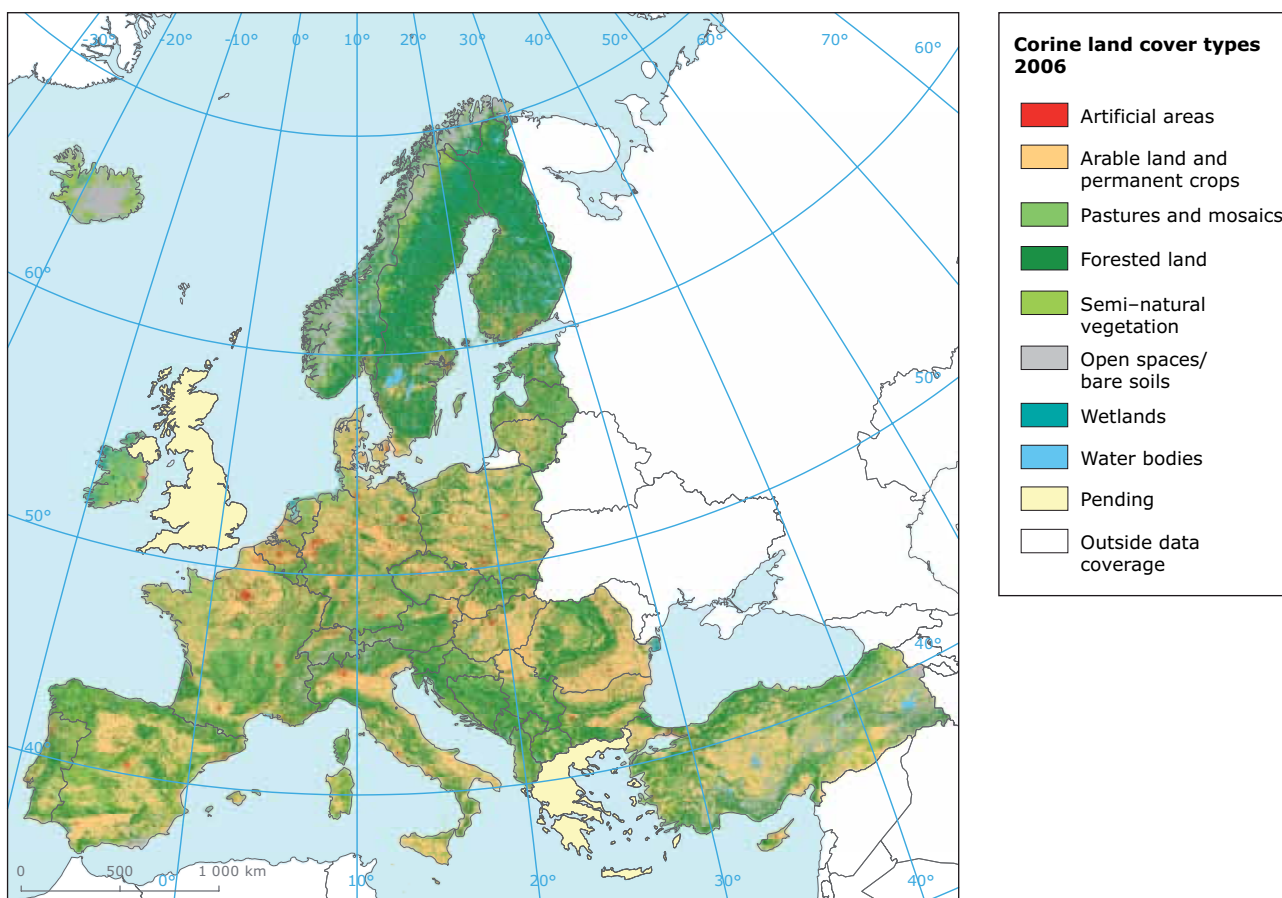 -30° -20° -10° 0° 10° 20° 30° 40° 50° 60° 70° 60°
60°
50°
50°
40°
40°
0 500 1 000 km
0° 10° 20° 30° 40°
Corine land cover types
2006
Artificial areas
Arable land and
permanent crops
Pastures and mosaics
Forested land
Semi–natural
vegetation
Open spaces/
bare soils
Wetlands
Water bodies
Pending
Outside data
coverage